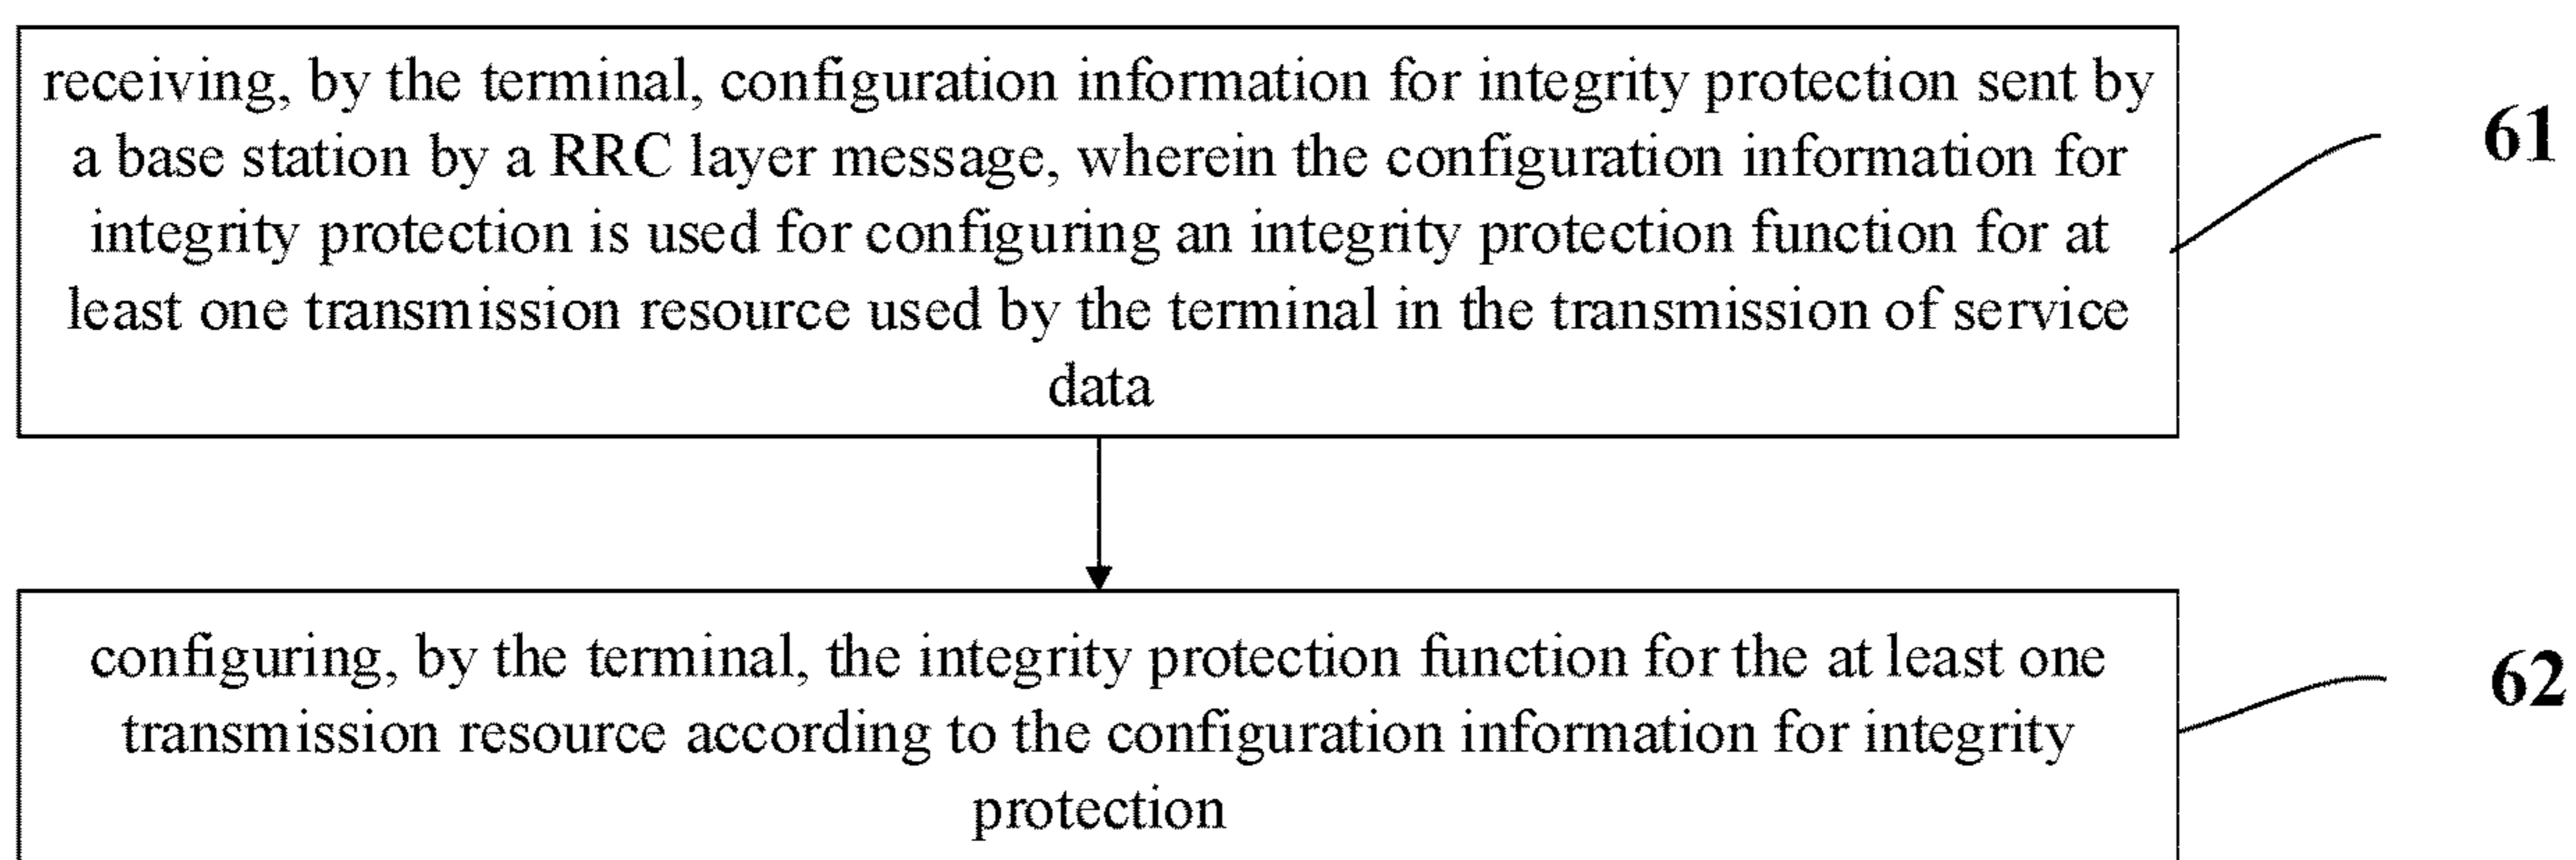 receiving, by the terminal, configuration information for integrity protection sent by
a base station by a RRC layer message, wherein the configuration information for
integrity protection is used for configuring an integrity protection function for at
least one transmission resource used by the terminal in the transmission of service
data
61
configuring, by the terminal, the integrity protection function for the at least one
transmission resource according to the configuration information for integrity
protection
62